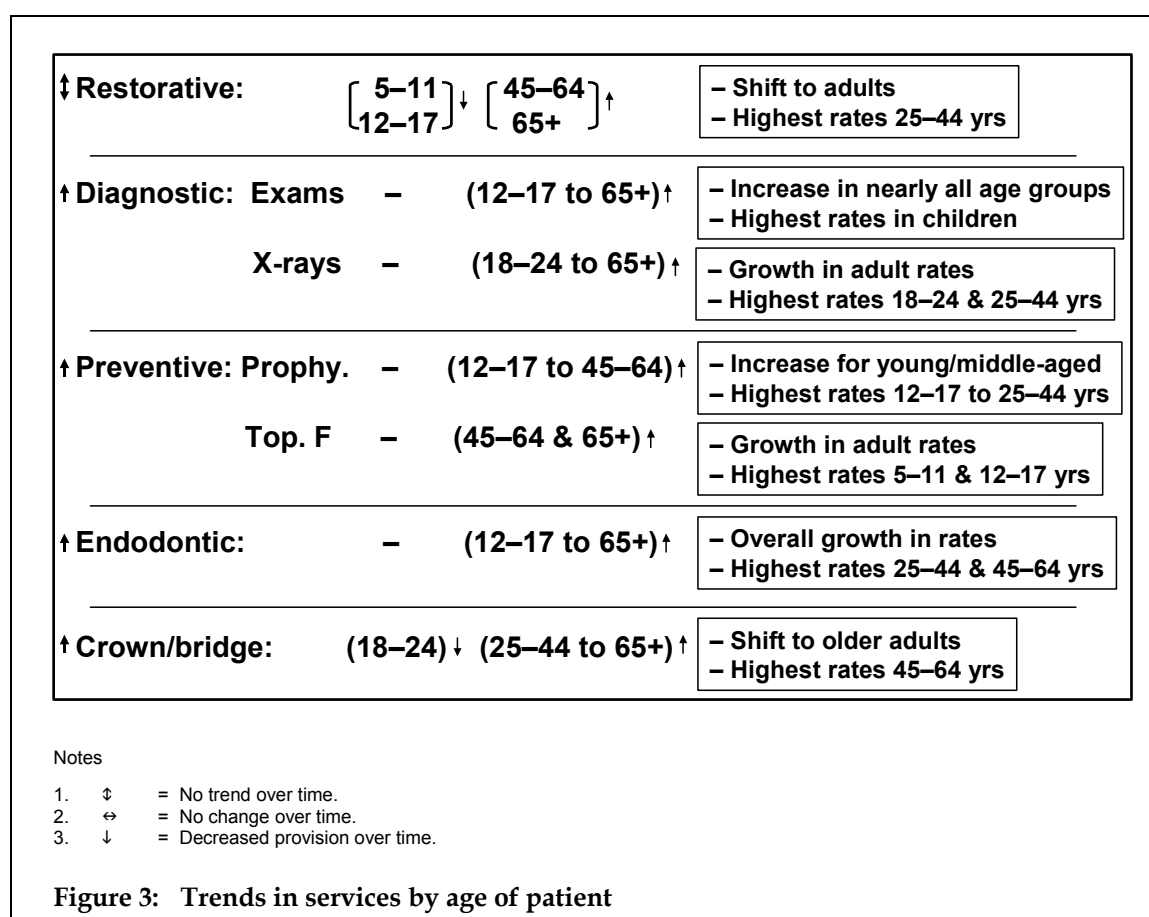 ↕ Restorative: 5–11 ↓ 45–64 ↑ – Shift to adults
12–17 65+ – Highest rates 25–44 yrs
↑ Diagnostic: Exams – (12–17 to 65+) ↑ – Increase in nearly all age groups
– Highest rates in children
X-rays – (18–24 to 65+) ↑ – Growth in adult rates
– Highest rates 18–24 & 25–44 yrs
↑ Preventive: Prophy. – (12–17 to 45–64) ↑ – Increase for young/middle-aged
– Highest rates 12–17 to 25–44 yrs
Top. F – (45–64 & 65+) ↑ – Growth in adult rates
– Highest rates 5–11 & 12–17 yrs
↑ Endodontic: – (12–17 to 65+) ↑ – Overall growth in rates
– Highest rates 25–44 & 45–64 yrs
↑ Crown/bridge: (18–24) ↓ (25–44 to 65+) ↑ – Shift to older adults
– Highest rates 45–64 yrs
Notes
1. ⇕ = No trend over time.
2. ⇔ = No change over time.
3. ↓ = Decreased provision over time.
Figure 3: Trends in services by age of patient